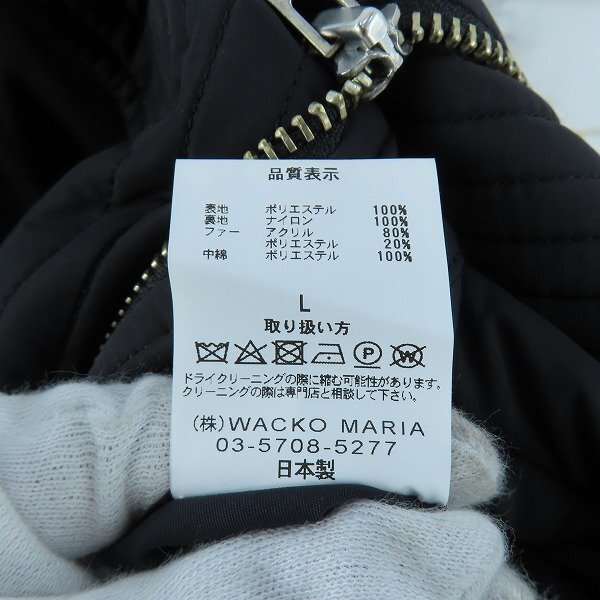 品質表示
表地 ポリエステル 100%
裏地 ナイロン 100%
ファー アクリル 80%
ポリエステル 20%
中綿 ポリエステル 100%
L
取り扱い方
P W
ドライクリーニングの際に縮む可能性があります。
クリーニングの際は専門店と相談して下さい。
(株)WACKO MARIA
03-5708-5277
日本製